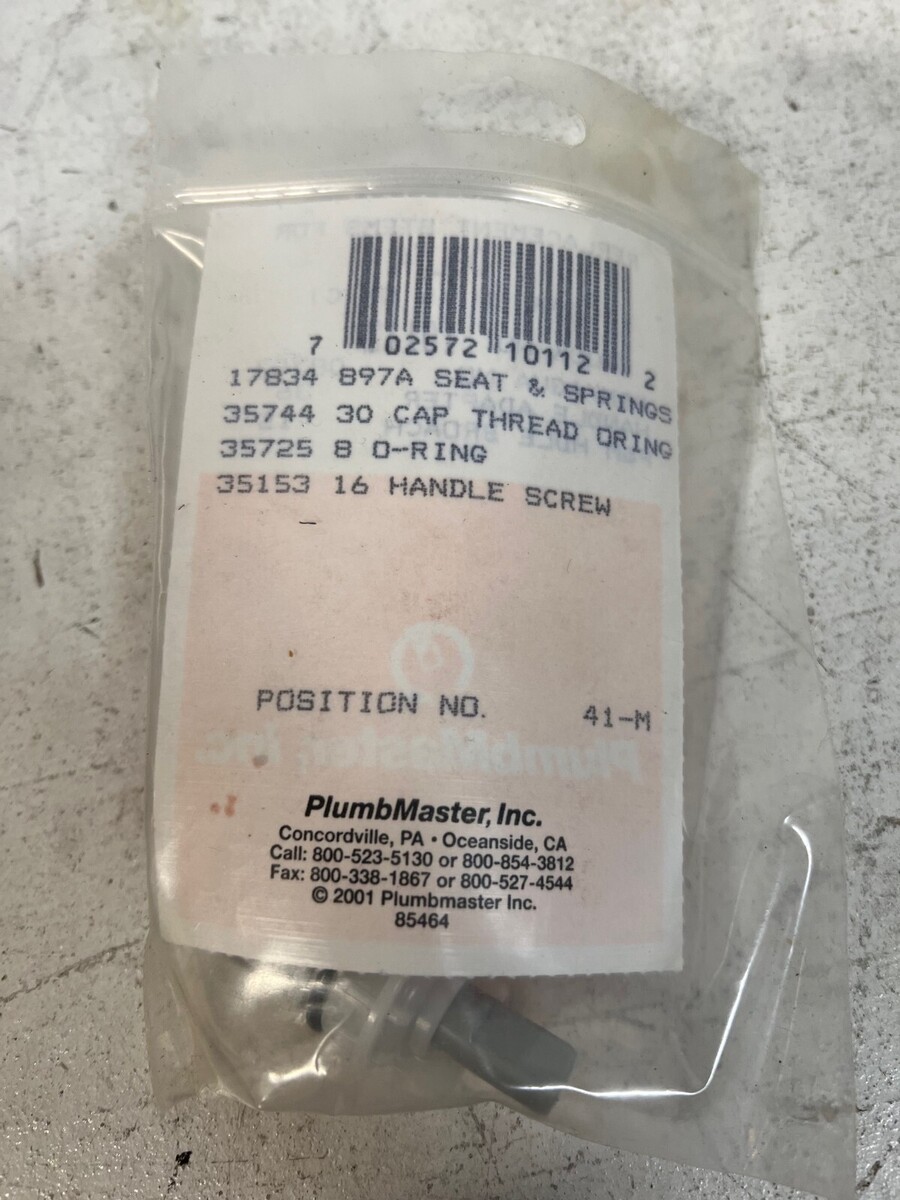 7 02572 10112 2
17834 897A SEAT & SPRINGS
35744 30 CAP THREAD ORING
35725 8 O-RING
35153 16 HANDLE SCREW
POSITION NO. 41-M
PlumbMaster, Inc.
Concordville, PA • Oceanside, CA
Call: 800-523-5130 or 800-854-3812
Fax: 800-338-1867 or 800-527-4544
© 2001 Plumbmaster Inc.
85464